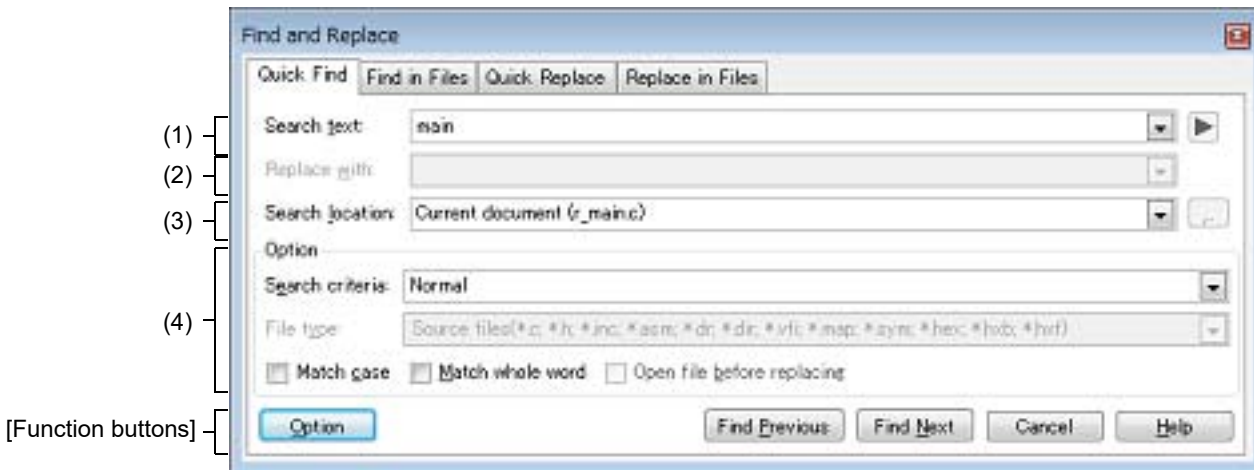 Find and Replace
Quick Find Find in Files Quick Replace Replace in Files
(1) Search text: main
(2) Replace with:
(3) Search location: Current document (r_main.c)
Option
Search criteria: Normal
(4) File type: Source files(*.c; *.h; *.inc; *.asm; *.dr; *.dir; *.vfi; *.map; *.sym; *.hex; *.hxb; *.hxf)
Match case Match whole word Open file before replacing
[Function buttons] Option Find Previous Find Next Cancel Help